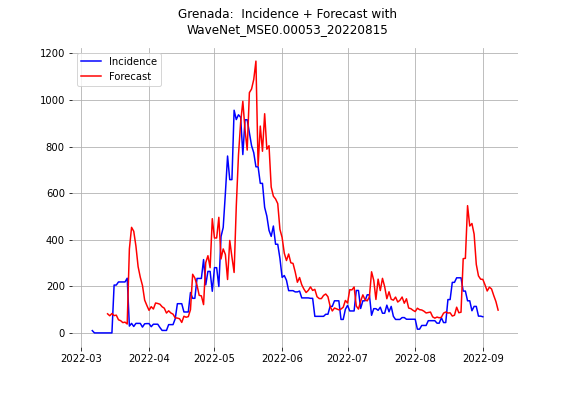 Grenada:  Incidence + Forecast with
WaveNet_MSE0.00053_20220815
Incidence
Forecast
1200
1000
800
600
400
200
0
2022-03 2022-04 2022-05 2022-06 2022-07 2022-08 2022-09